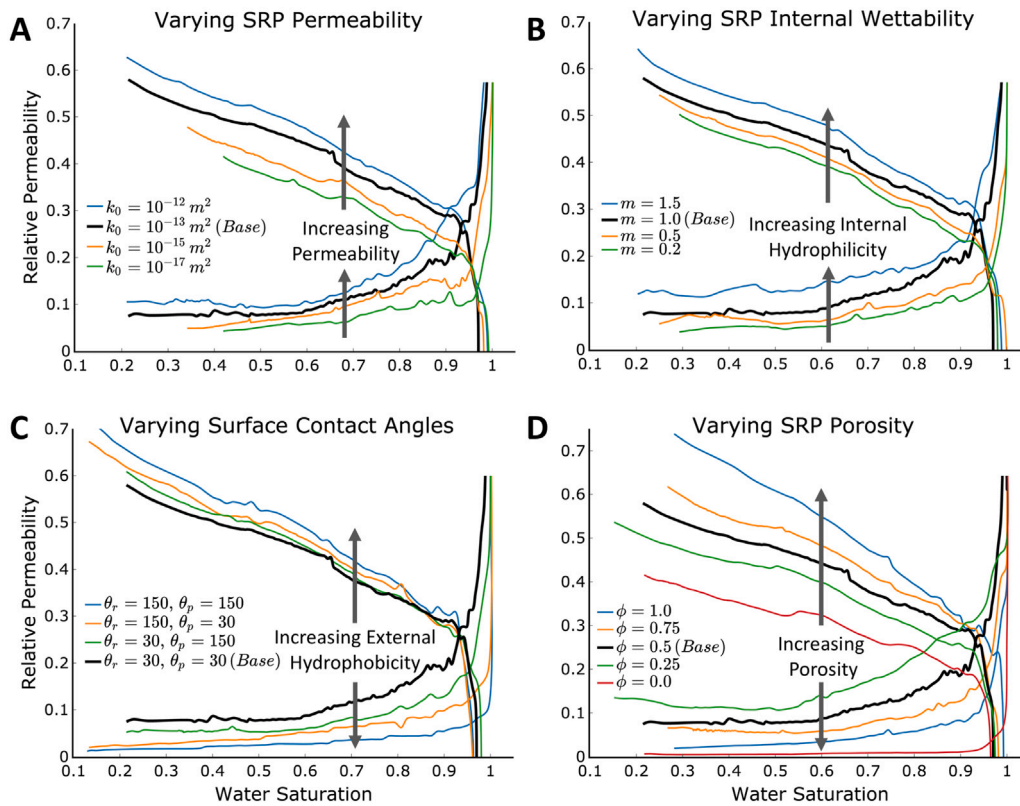 A
Varying SRP Permeability
Relative Permeability
0.7
0.6
0.5
0.4
0.3
0.2
0.1
0
k₀ = 10⁻¹² m²
k₀ = 10⁻¹³ m² (Base)
k₀ = 10⁻¹⁵ m²
k₀ = 10⁻¹⁷ m²
Increasing
Permeability
0.1 0.2 0.3 0.4 0.5 0.6 0.7 0.8 0.9 1
B
Varying SRP Internal Wettability
0.7
0.6
0.5
0.4
0.3
0.2
0.1
0
m = 1.5
m = 1.0 (Base)
m = 0.5
m = 0.2
Increasing Internal
Hydrophilicity
0.1 0.2 0.3 0.4 0.5 0.6 0.7 0.8 0.9 1
C
Varying Surface Contact Angles
Relative Permeability
0.7
0.6
0.5
0.4
0.3
0.2
0.1
0
θᵣ = 150, θₚ = 150
θᵣ = 150, θₚ = 30
θᵣ = 30, θₚ = 150
θᵣ = 30, θₚ = 30 (Base)
Increasing External
Hydrophobicity
0.1 0.2 0.3 0.4 0.5 0.6 0.7 0.8 0.9 1
Water Saturation
D
Varying SRP Porosity
0.7
0.6
0.5
0.4
0.3
0.2
0.1
0
ϕ = 1.0
ϕ = 0.75
ϕ = 0.5 (Base)
ϕ = 0.25
ϕ = 0.0
Increasing
Porosity
0.1 0.2 0.3 0.4 0.5 0.6 0.7 0.8 0.9 1
Water Saturation